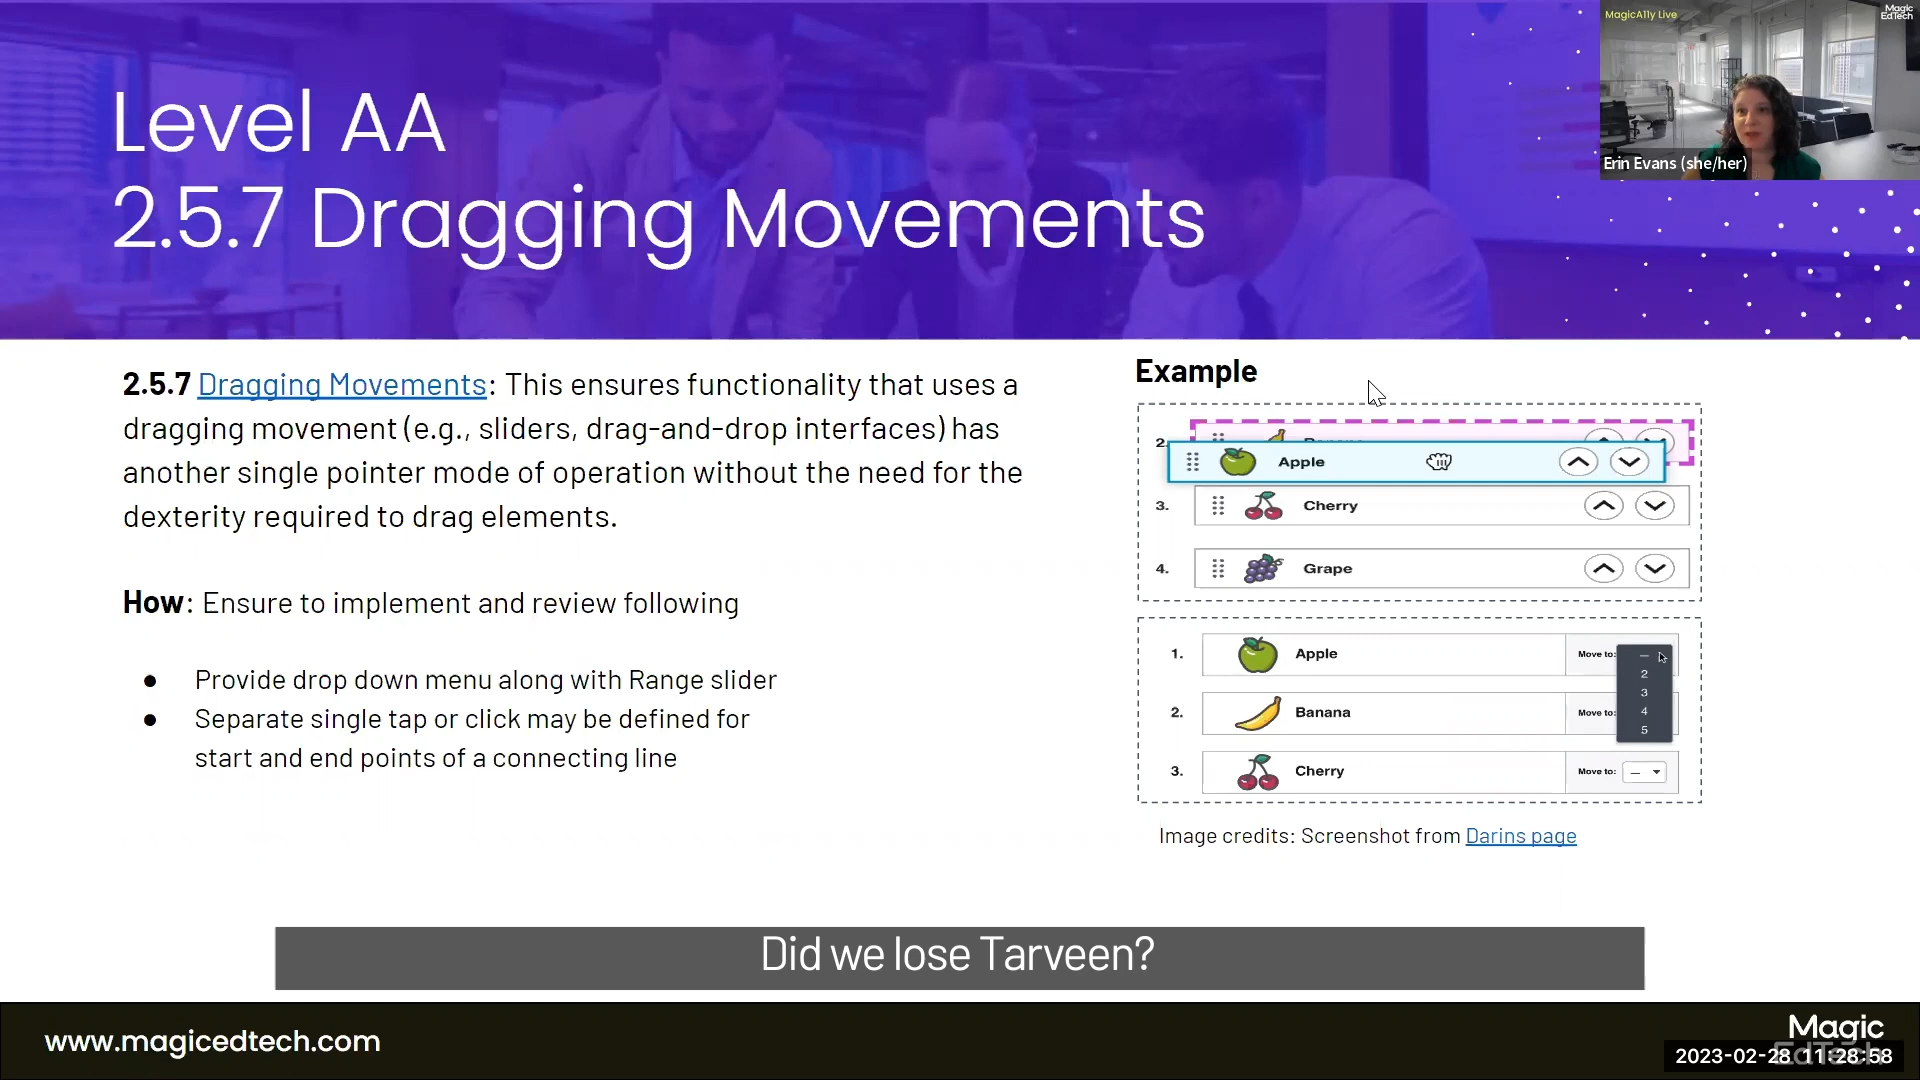 MagicA11y Live
Magic
EdTech
Erin Evans (she/her)
Level AA
2.5.7 Dragging Movements
2.5.7 Dragging Movements: This ensures functionality that uses a
dragging movement (e.g., sliders, drag-and-drop interfaces) has
another single pointer mode of operation without the need for the
dexterity required to drag elements.
How: Ensure to implement and review following
● Provide drop down menu along with Range slider
● Separate single tap or click may be defined for
start and end points of a connecting line
Example
2.
Apple
3. Cherry
4. Grape
1. Apple Move to: —
2
3
4
5
2. Banana Move to:
3. Cherry Move to: —
Image credits: Screenshot from Darins page
Did we lose Tarveen?
www.magicedtech.com
Magic
EdTech
2023-02-28 11:28:58